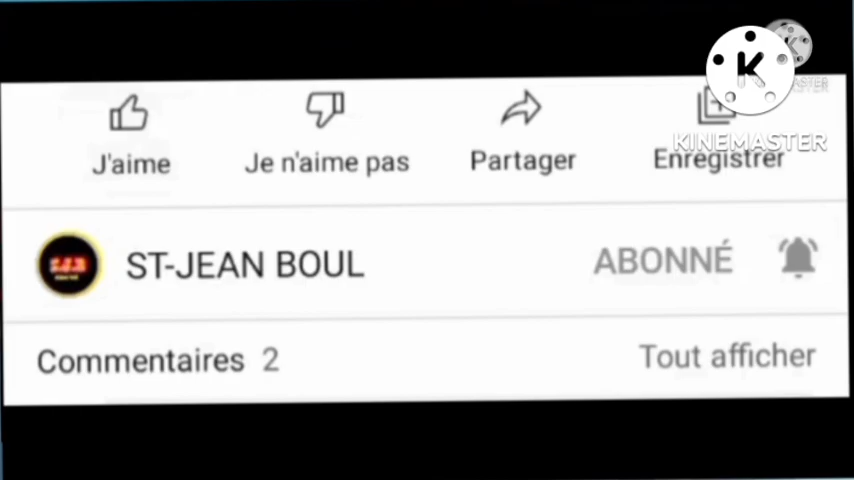 KINEMASTER
J'aime
Je n'aime pas
Partager
Enregistrer
ST-JEAN BOUL
ABONNÉ
Commentaires 2
Tout afficher